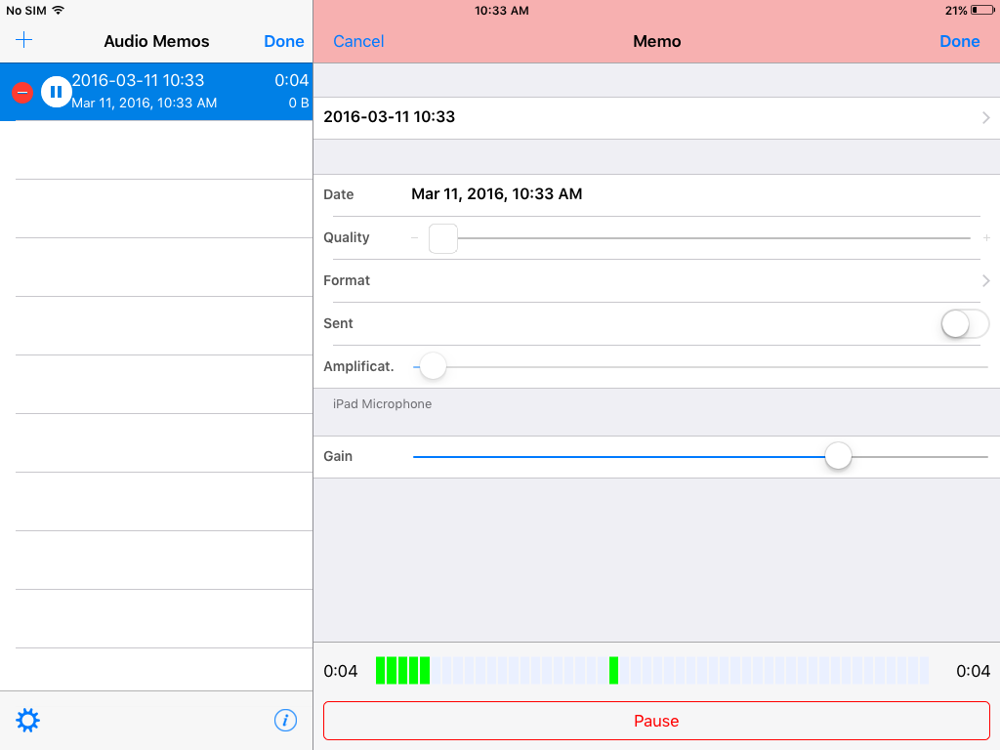 No SIM
10:33 AM
21%
Audio Memos
Done
2016-03-11 10:33
0:04
Mar 11, 2016, 10:33 AM
0 B
Cancel
Memo
Done
2016-03-11 10:33
Date
Mar 11, 2016, 10:33 AM
Quality
Format
Sent
Amplificat.
iPad Microphone
Gain
0:04
0:04
Pause